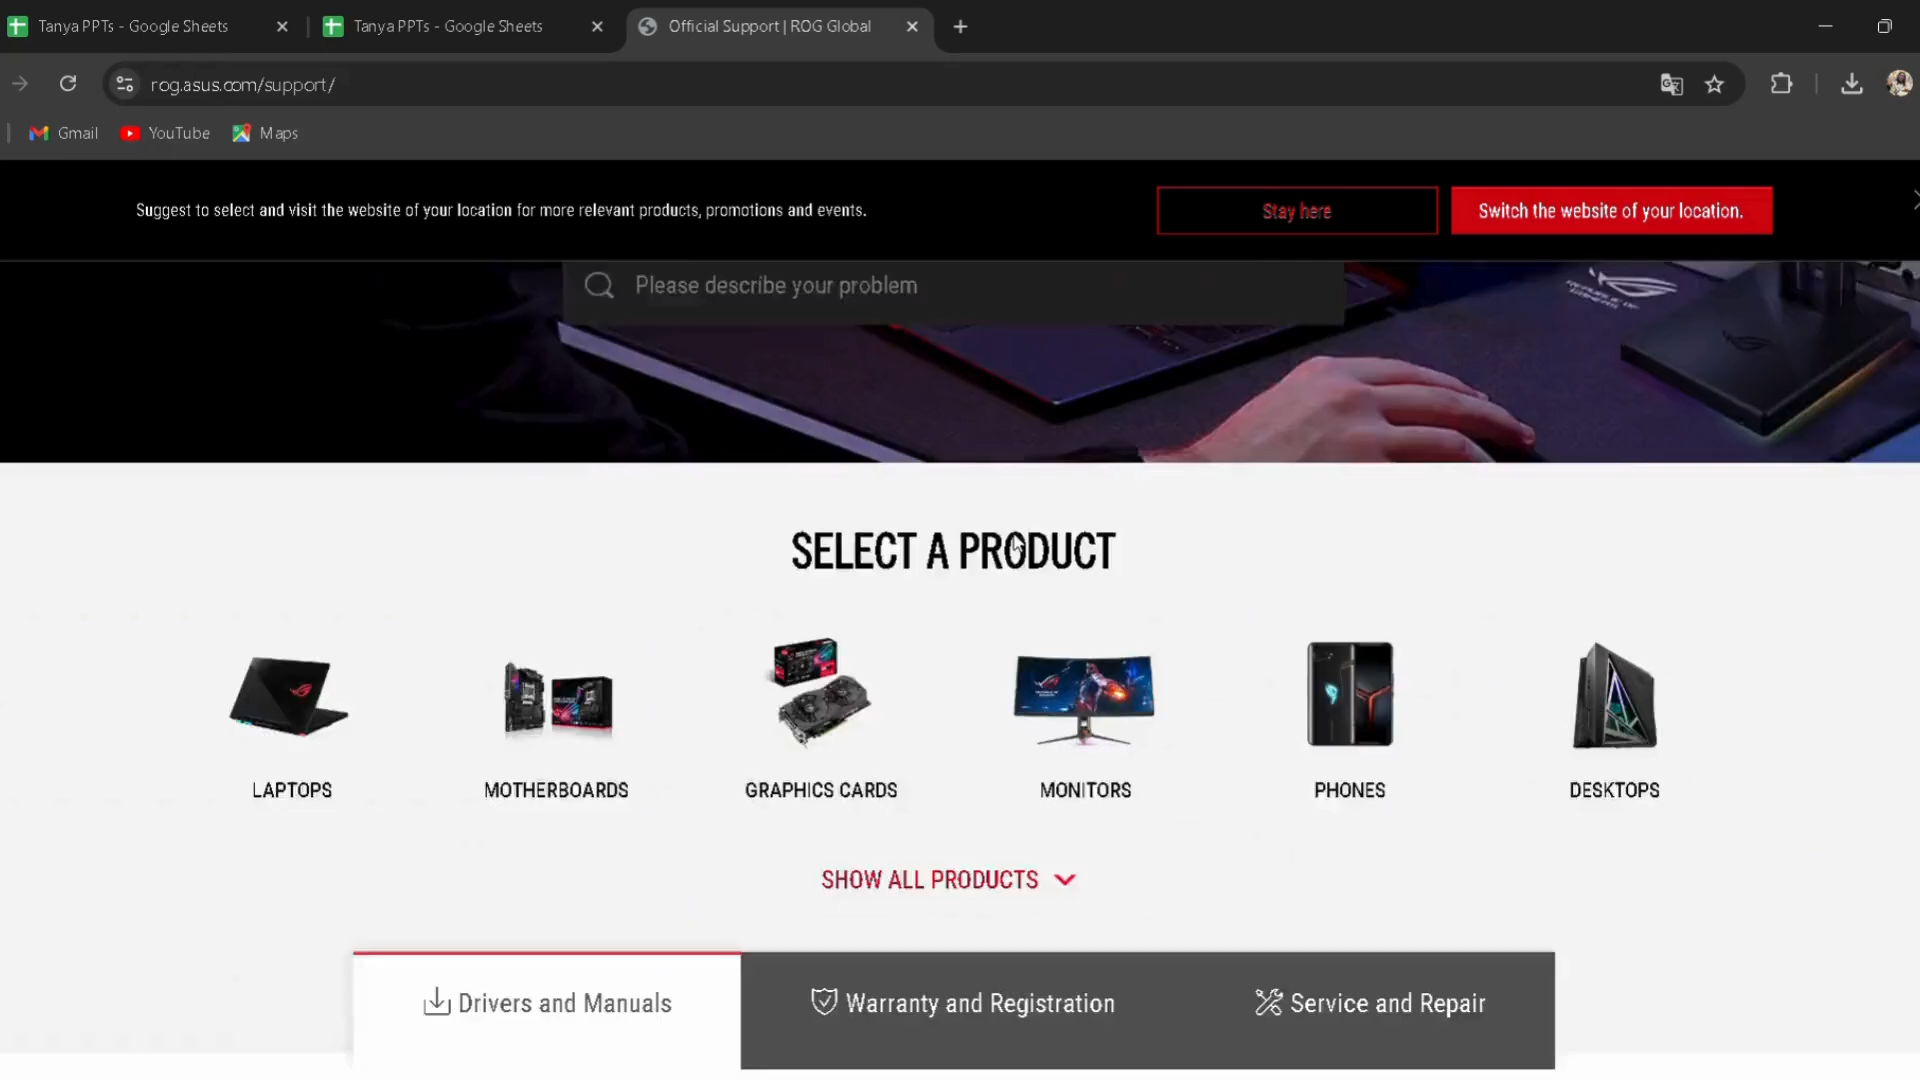 Tanya PPTs - Google Sheets
Tanya PPTs - Google Sheets
Official Support | ROG Global
rog.asus.com/support/
Gmail
YouTube
Maps
Suggest to select and visit the website of your location for more relevant products, promotions and events.
Stay here
Switch the website of your location.
Please describe your problem
REPUBLIC OF
GAMERS
SELECT A PRODUCT
LAPTOPS
MOTHERBOARDS
GRAPHICS CARDS
MONITORS
PHONES
DESKTOPS
SHOW ALL PRODUCTS
Drivers and Manuals
Warranty and Registration
Service and Repair